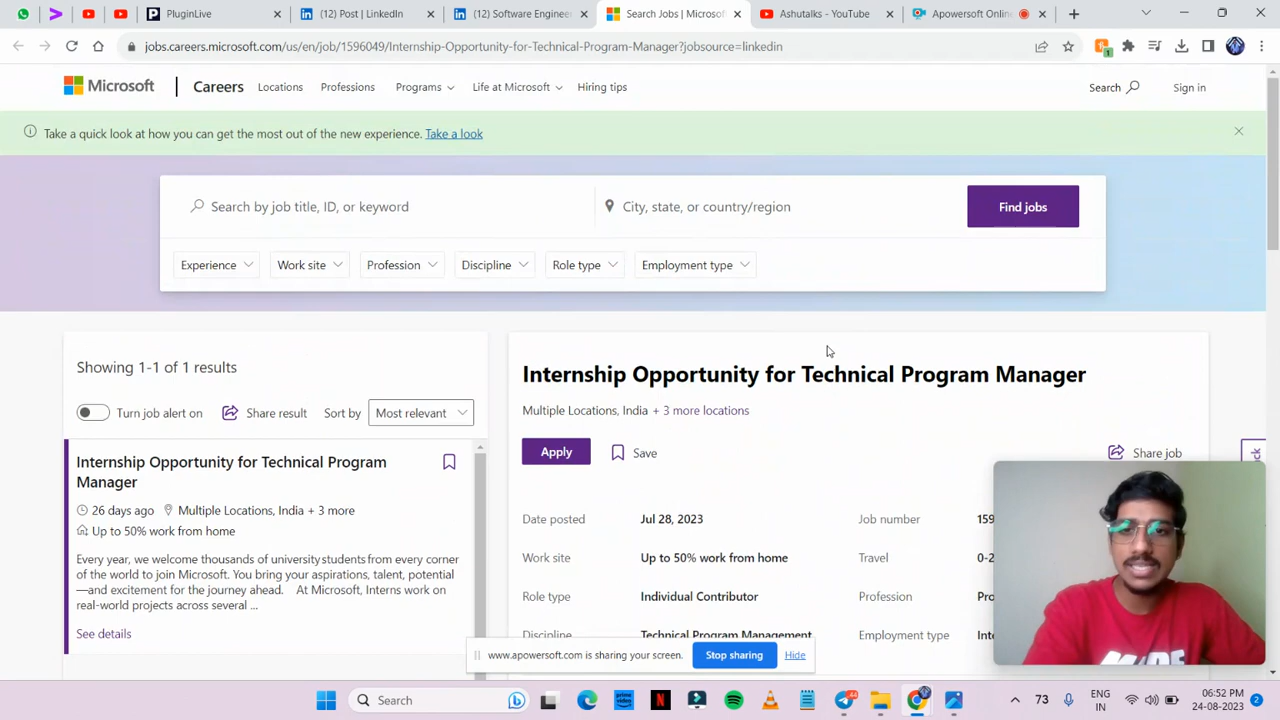 PluginLive
(12) Post | LinkedIn
(12) Software Enginee
Search Jobs | Microsof
Ashutalks - YouTube
Apowersoft Onlin
jobs.careers.microsoft.com/us/en/job/1596049/Internship-Opportunity-for-Technical-Program-Manager?jobsource=linkedin
1
Microsoft
Careers
Locations
Professions
Programs
Life at Microsoft
Hiring tips
Search
Sign in
Take a quick look at how you can get the most out of the new experience. Take a look
Search by job title, ID, or keyword
City, state, or country/region
Find jobs
Experience
Work site
Profession
Discipline
Role type
Employment type
Showing 1-1 of 1 results
Turn job alert on
Share result
Sort by
Most relevant
Internship Opportunity for Technical Program
Manager
26 days ago
Multiple Locations, India + 3 more
Up to 50% work from home
Every year, we welcome thousands of university students from every corner
of the world to join Microsoft. You bring your aspirations, talent, potential
—and excitement for the journey ahead. At Microsoft, Interns work on
real-world projects across several ...
See details
Internship Opportunity for Technical Program Manager
Multiple Locations, India + 3 more locations
Apply
Save
Share job
Date posted
Jul 28, 2023
Job number
159
Work site
Up to 50% work from home
Travel
0-2
Role type
Individual Contributor
Profession
Pro
Discipline
Technical Program Management
Employment type
Inte
www.apowersoft.com is sharing your screen.
Stop sharing
Hide
Search
44
73
ENG
IN
06:52 PM
24-08-2023
2